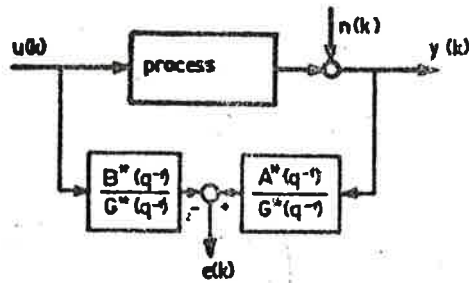 n(k)
u(k)
process
y(k)
B*(q⁻¹)
G*(q⁻¹)
A*(q⁻¹)
G*(q⁻¹)
- +
e(k)